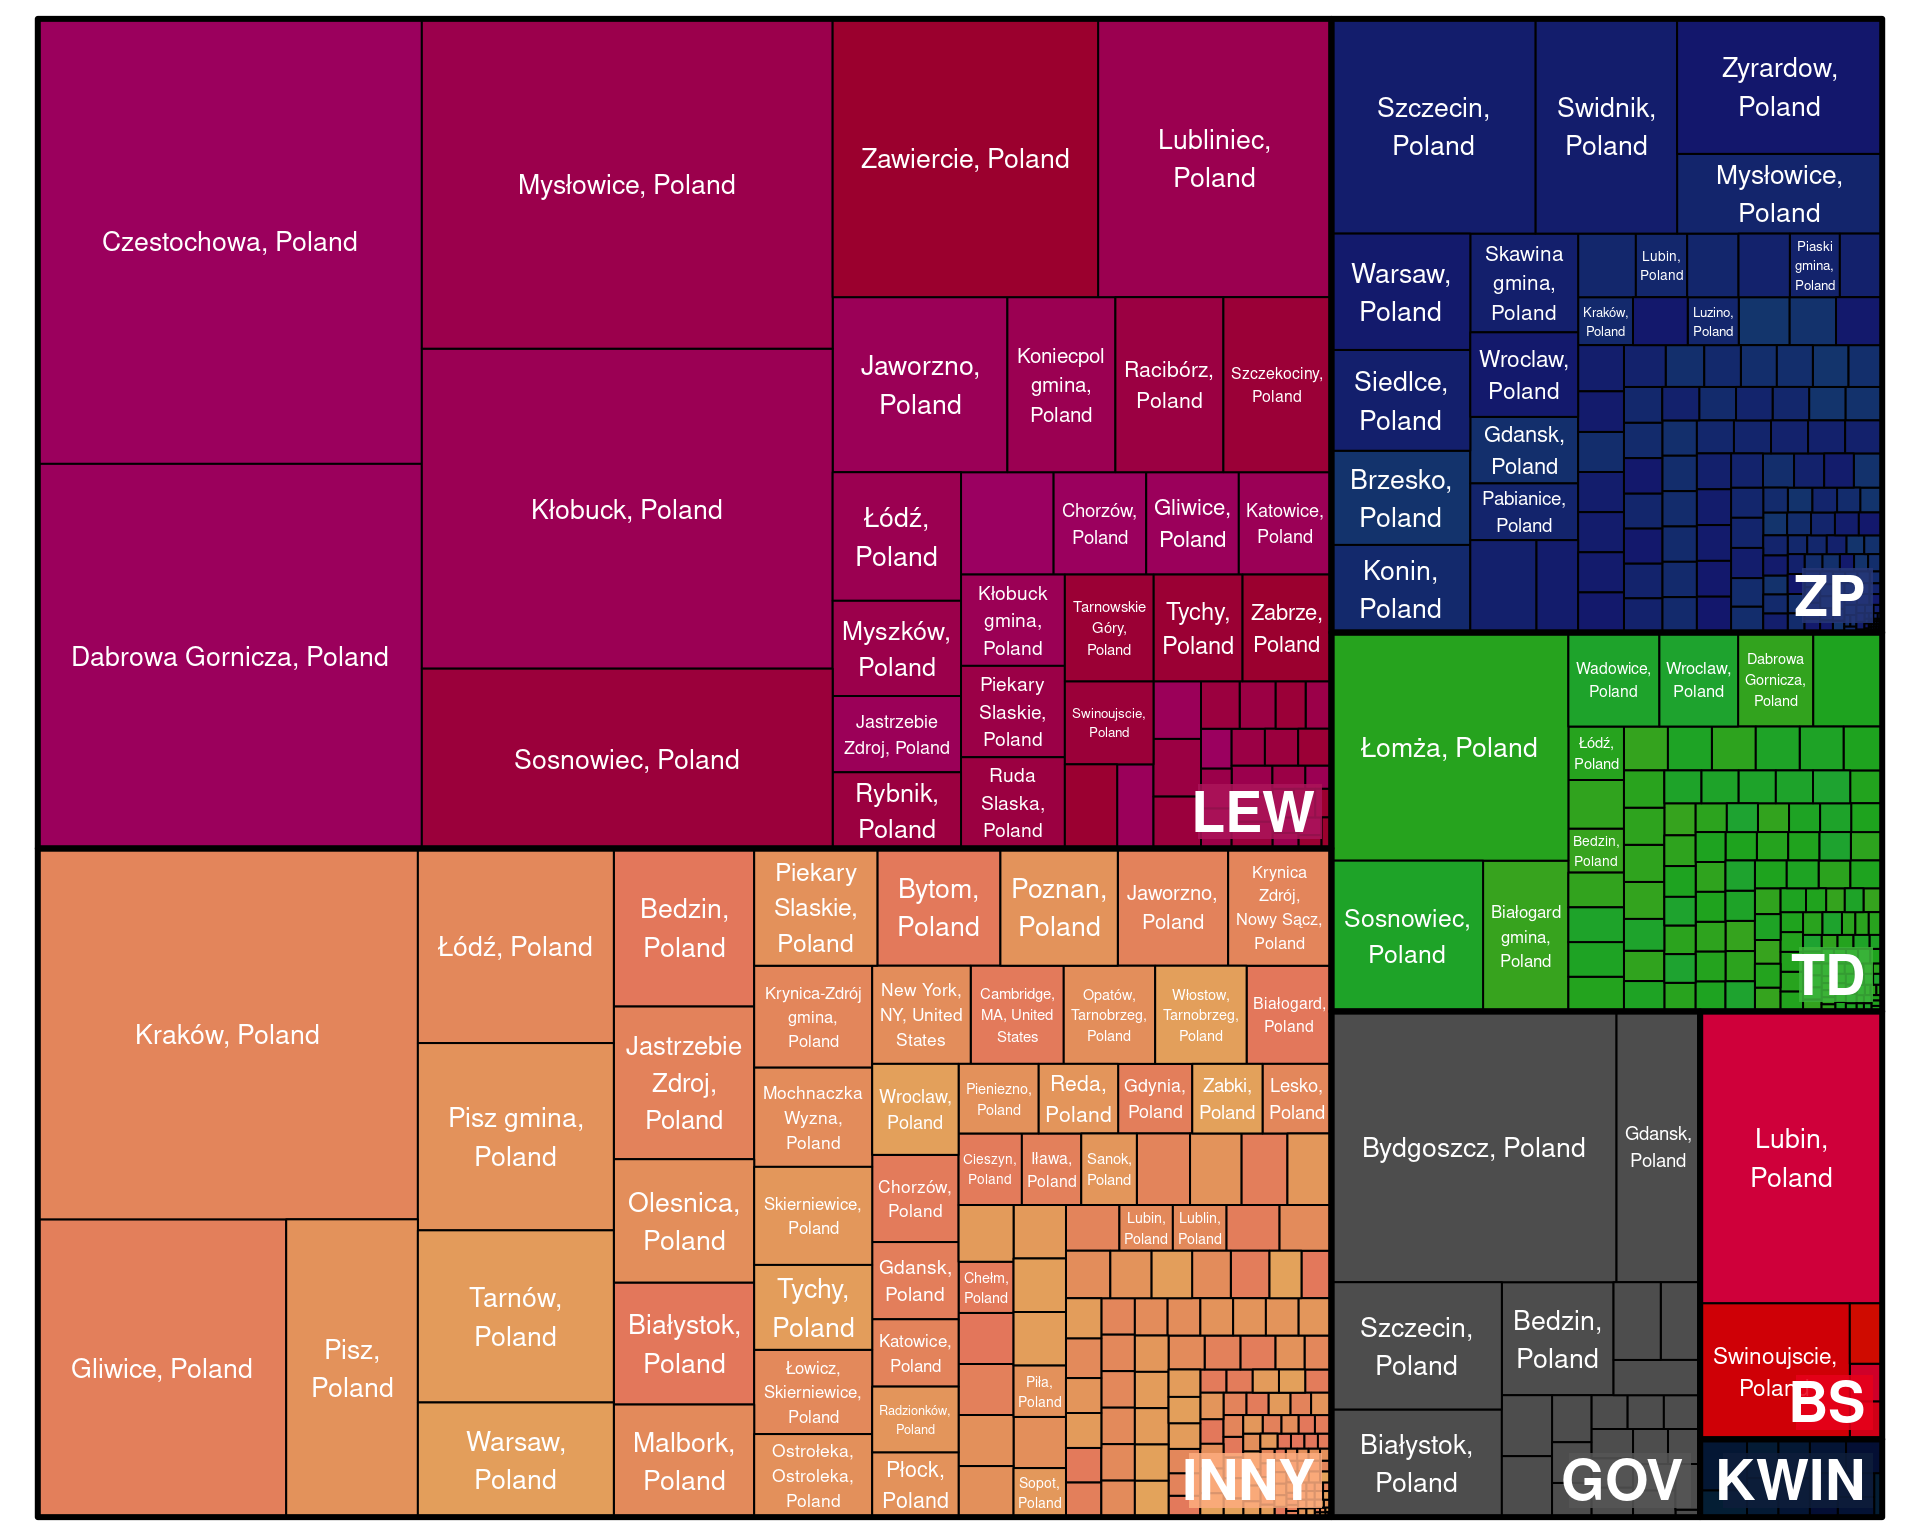 Czestochowa, Poland
Dabrowa Gornicza, Poland
Mysłowice, Poland
Kłobuck, Poland
Sosnowiec, Poland
Zawiercie, Poland
Lubliniec,
Poland
Jaworzno,
Poland
Koniecpol
gmina,
Poland
Racibórz,
Poland
Szczekociny,
Poland
Łódź,
Poland
Myszków,
Poland
Jastrzebie
Zdroj, Poland
Rybnik,
Poland
Chorzów,
Poland
Gliwice,
Poland
Katowice,
Poland
Kłobuck
gmina,
Poland
Piekary
Slaskie,
Poland
Ruda
Slaska,
Poland
Tarnowskie
Góry,
Poland
Tychy,
Poland
Zabrze,
Poland
Swinoujscie,
Poland
LEW
Szczecin,
Poland
Swidnik,
Poland
Zyrardow,
Poland
Mysłowice,
Poland
Warsaw,
Poland
Siedlce,
Poland
Brzesko,
Poland
Konin,
Poland
Skawina
gmina,
Poland
Wroclaw,
Poland
Gdansk,
Poland
Pabianice,
Poland
Lubin,
Poland
Piaski
gmina,
Poland
Kraków,
Poland
Luzino,
Poland
ZP
Łomża, Poland
Sosnowiec,
Poland
Białogard
gmina,
Poland
Wadowice,
Poland
Wroclaw,
Poland
Dabrowa
Gornicza,
Poland
Łódź,
Poland
Bedzin,
Poland
TD
Kraków, Poland
Gliwice, Poland
Pisz,
Poland
Łódź, Poland
Pisz gmina,
Poland
Tarnów,
Poland
Warsaw,
Poland
Bedzin,
Poland
Jastrzebie
Zdroj,
Poland
Olesnica,
Poland
Białystok,
Poland
Malbork,
Poland
Piekary
Slaskie,
Poland
Bytom,
Poland
Poznan,
Poland
Jaworzno,
Poland
Krynica
Zdrój,
Nowy Sącz,
Poland
Krynica-Zdrój
gmina,
Poland
Mochnaczka
Wyzna,
Poland
Skierniewice,
Poland
Tychy,
Poland
Łowicz,
Skierniewice,
Poland
Ostrołeka,
Ostroleka,
Poland
New York,
NY, United
States
Cambridge,
MA, United
States
Opatów,
Tarnobrzeg,
Poland
Włostow,
Tarnobrzeg,
Poland
Białogard,
Poland
Wroclaw,
Poland
Chorzów,
Poland
Gdansk,
Poland
Katowice,
Poland
Radzionków,
Poland
Płock,
Poland
Pieniezno,
Poland
Reda,
Poland
Gdynia,
Poland
Zabki,
Poland
Lesko,
Poland
Cieszyn,
Poland
Iława,
Poland
Sanok,
Poland
Lubin,
Poland
Lublin,
Poland
Chełm,
Poland
Piła,
Poland
Sopot,
Poland
INNY
Bydgoszcz, Poland
Gdansk,
Poland
Szczecin,
Poland
Białystok,
Poland
Bedzin,
Poland
GOV
Lubin,
Poland
Swinoujscie,
Poland
BS
KWIN